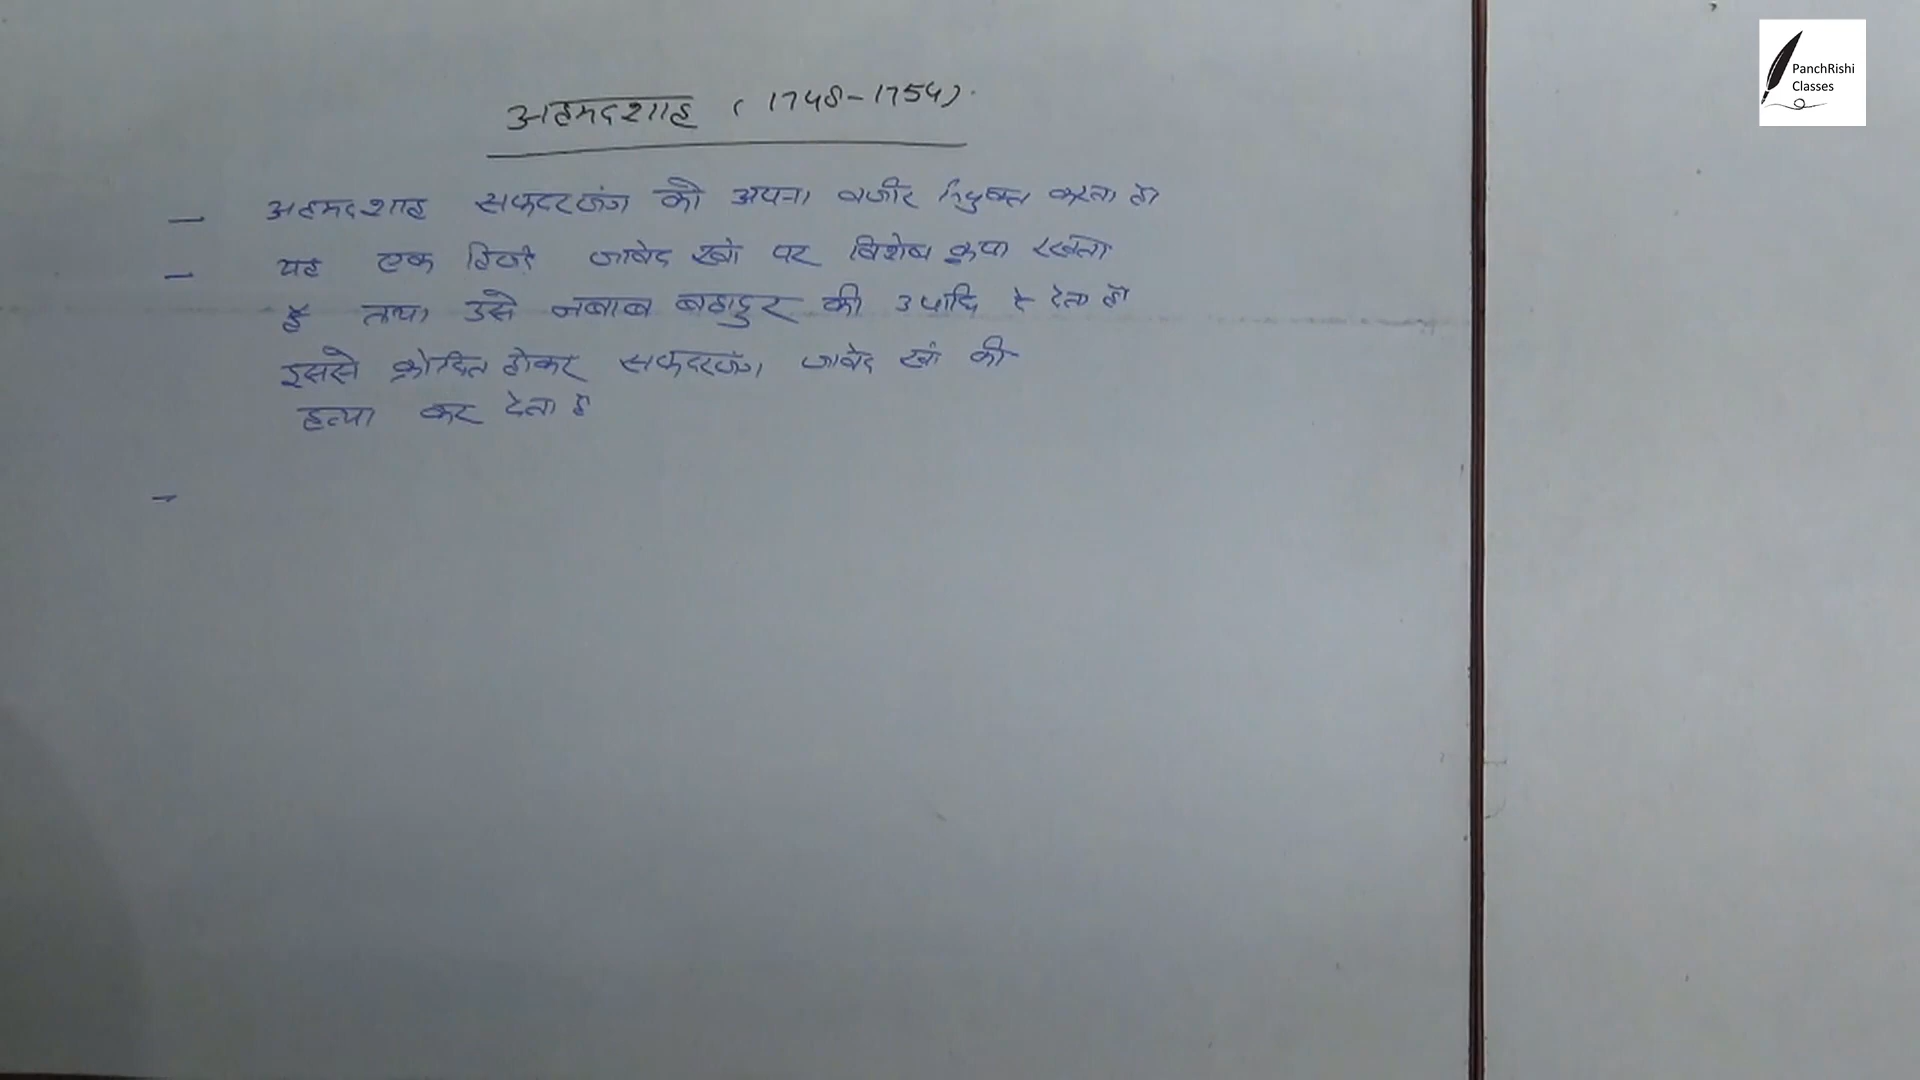 अहमदशाह ( 1748-1754)
- अहमदशाह सफदरजंग को अपना वजीर नियुक्त करता है।
- यह एक हिजड़े जावेद खां पर विशेष कृपा रखता
है तथा उसे नबाब बहादुर की उपाधि दे देता है।
इससे क्रोधित होकर सफदरजंग जावेद खां की
हत्या कर देता है
-
PanchRishi
Classes